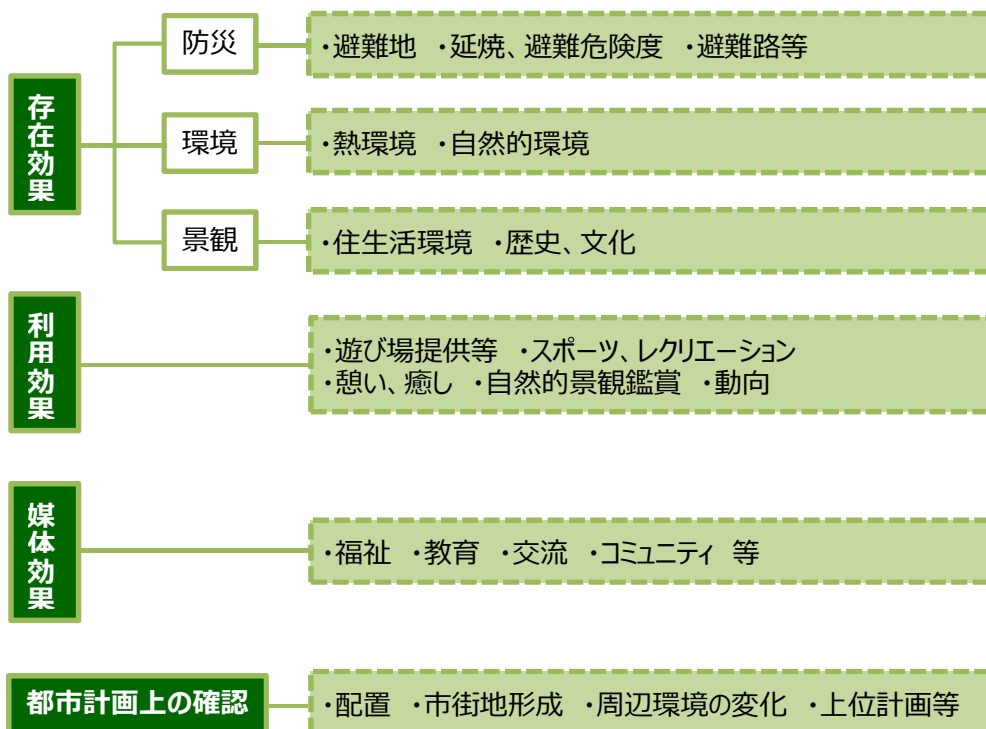 存在効果
防災
・避難地 ・延焼、避難危険度 ・避難路等
環境
・熱環境 ・自然的環境
景観
・住生活環境 ・歴史、文化
利用効果
・遊び場提供等 ・スポーツ、レクリエーション
・憩い、癒し ・自然的景観鑑賞 ・動向
媒体効果
・福祉 ・教育 ・交流 ・コミュニティ 等
都市計画上の確認
・配置 ・市街地形成 ・周辺環境の変化 ・上位計画等